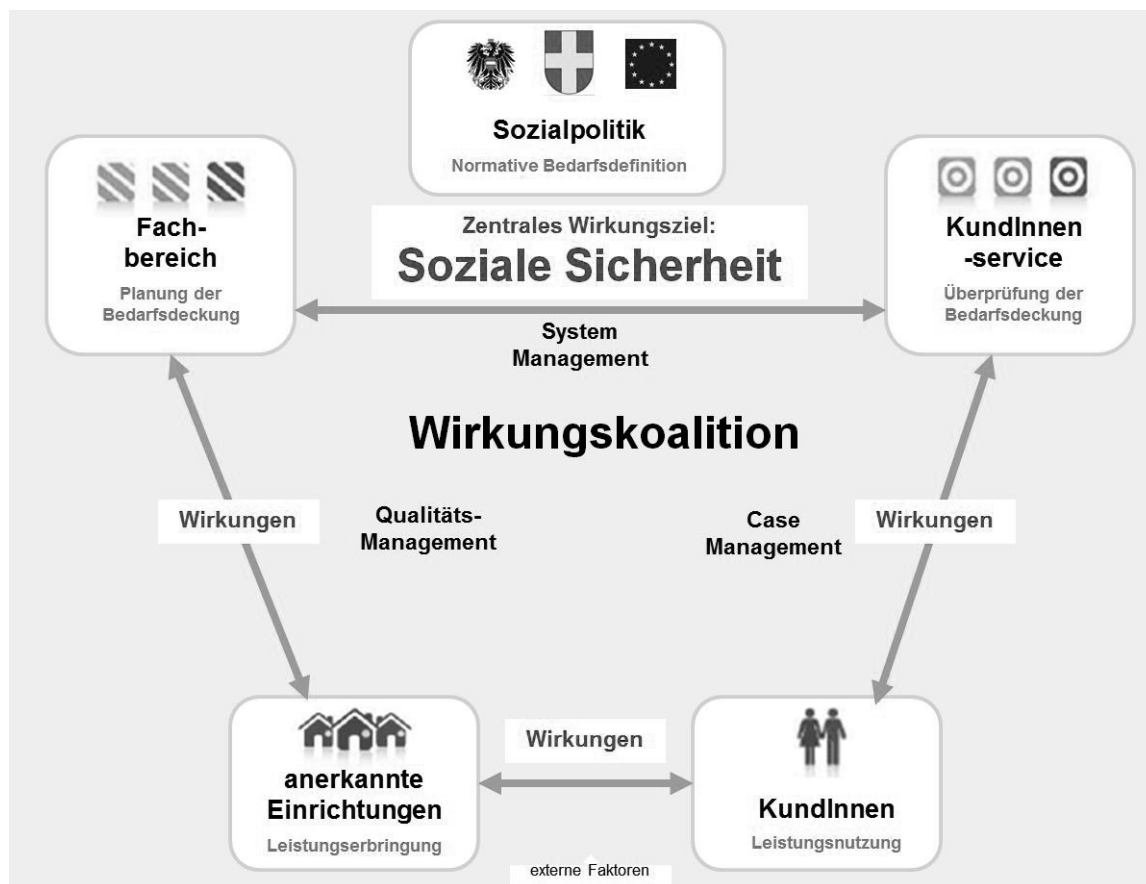 Sozialpolitik
Normative Bedarfsdefinition
Fach-
bereich
Planung der
Bedarfsdeckung
Zentrales Wirkungsziel:
Soziale Sicherheit
KundInnen
-service
Überprüfung der
Bedarfsdeckung
System
Management
Wirkungskoalition
Wirkungen
Qualitäts-
Management
Case
Management
Wirkungen
Wirkungen
anerkannte
Einrichtungen
Leistungserbringung
KundInnen
Leistungsnutzung
externe Faktoren